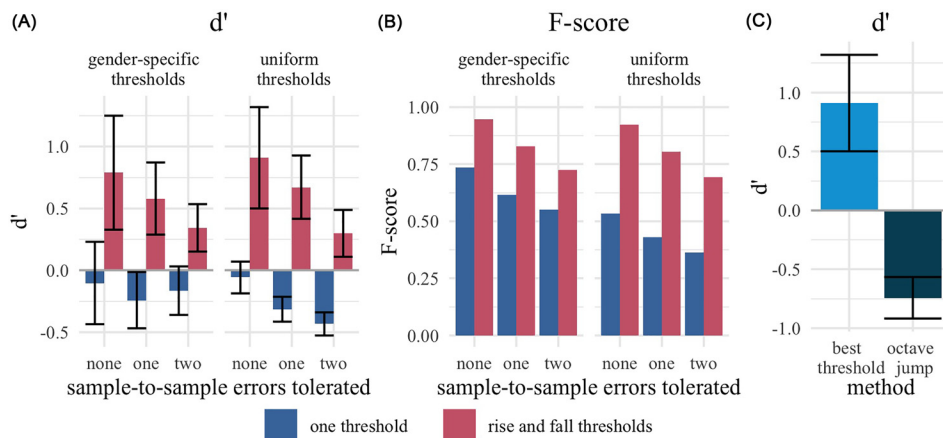 (A) d'
gender-specific
thresholds
uniform
thresholds
d'
1.0
0.5
0.0
-0.5
none one two none one two
sample-to-sample errors tolerated
(B) F-score
gender-specific
thresholds
uniform
thresholds
F-score
1.00
0.75
0.50
0.25
0.00
none one two none one two
sample-to-sample errors tolerated
(C) d'
d'
1.0
0.5
0.0
-0.5
-1.0
best
threshold
octave
jump
method
one threshold rise and fall thresholds